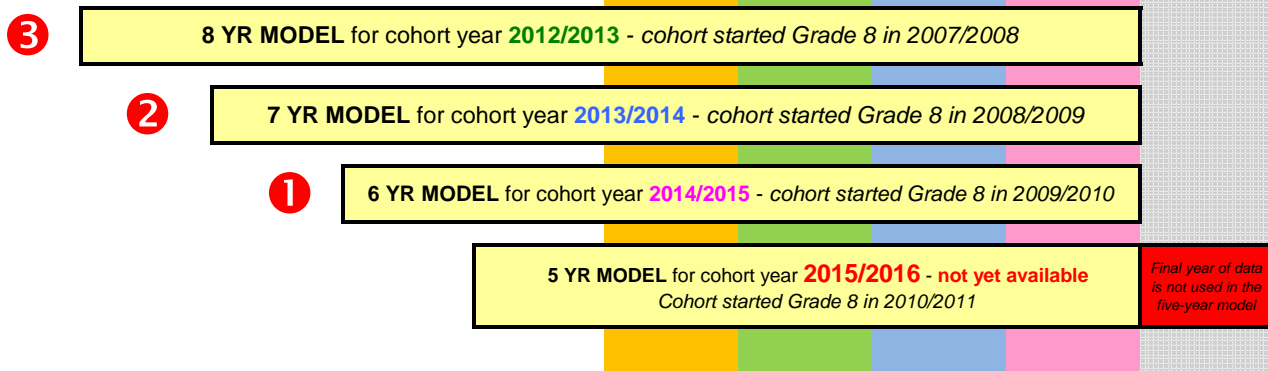 3
8 YR MODEL for cohort year 2012/2013 - cohort started Grade 8 in 2007/2008
2
7 YR MODEL for cohort year 2013/2014 - cohort started Grade 8 in 2008/2009
1
6 YR MODEL for cohort year 2014/2015 - cohort started Grade 8 in 2009/2010
5 YR MODEL for cohort year 2015/2016 - not yet available
Cohort started Grade 8 in 2010/2011
Final year of data
is not used in the
five-year model